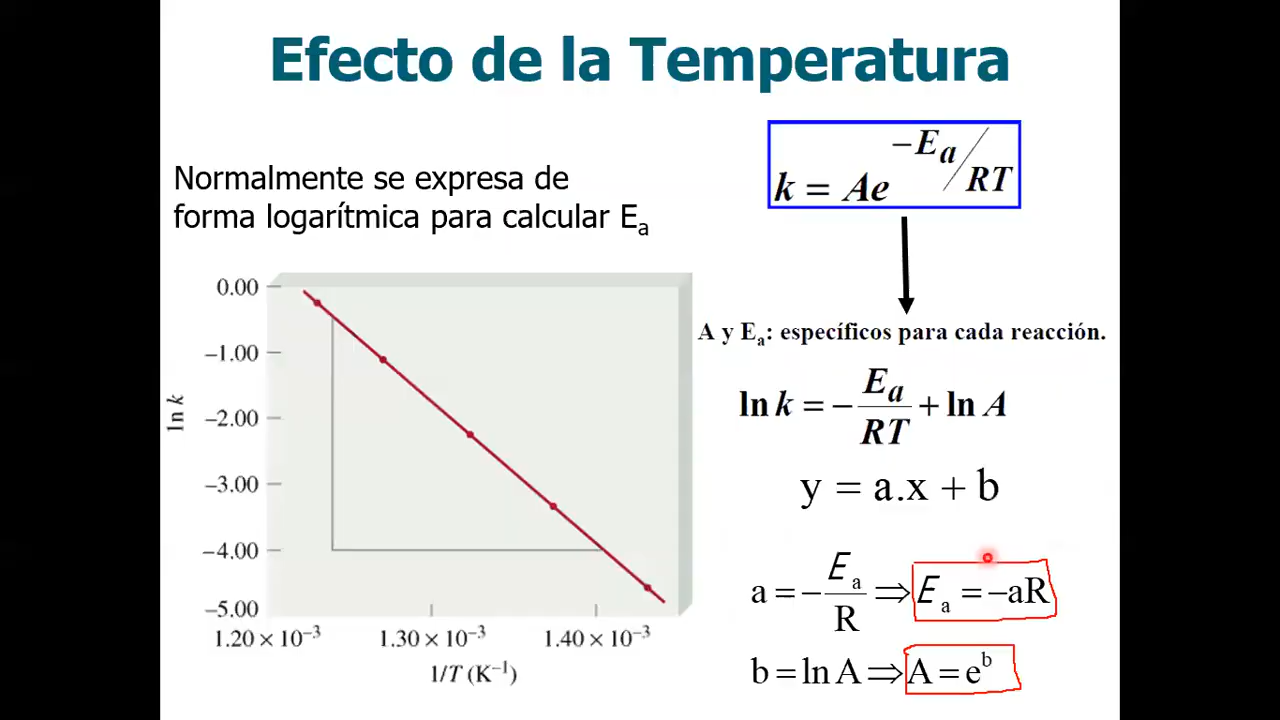 Efecto de la Temperatura
Normalmente se expresa de
forma logarítmica para calcular Eₐ
k = Ae^(−Eₐ/RT)
A y Eₐ: específicos para cada reacción.
ln k = − Eₐ/RT + ln A
y = a.x + b
a = − Eₐ/R ⇒ Eₐ = −aR
b = ln A ⇒ A = e^b
0.00
−1.00
−2.00
−3.00
−4.00
−5.00
ln k
1.20 × 10⁻³ 1.30 × 10⁻³ 1.40 × 10⁻³
1/T (K⁻¹)